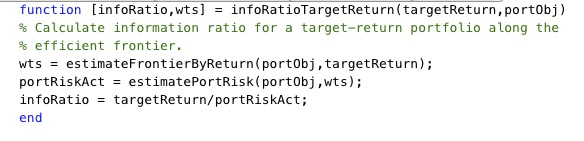 function [infoRatio,wts] = infoRatioTargetReturn(targetReturn,portObj)
% Calculate information ratio for a target-return portfolio along the
% efficient frontier.
wts = estimateFrontierByReturn(portObj,targetReturn);
portRiskAct = estimatePortRisk(portObj,wts);
infoRatio = targetReturn/portRiskAct;
end